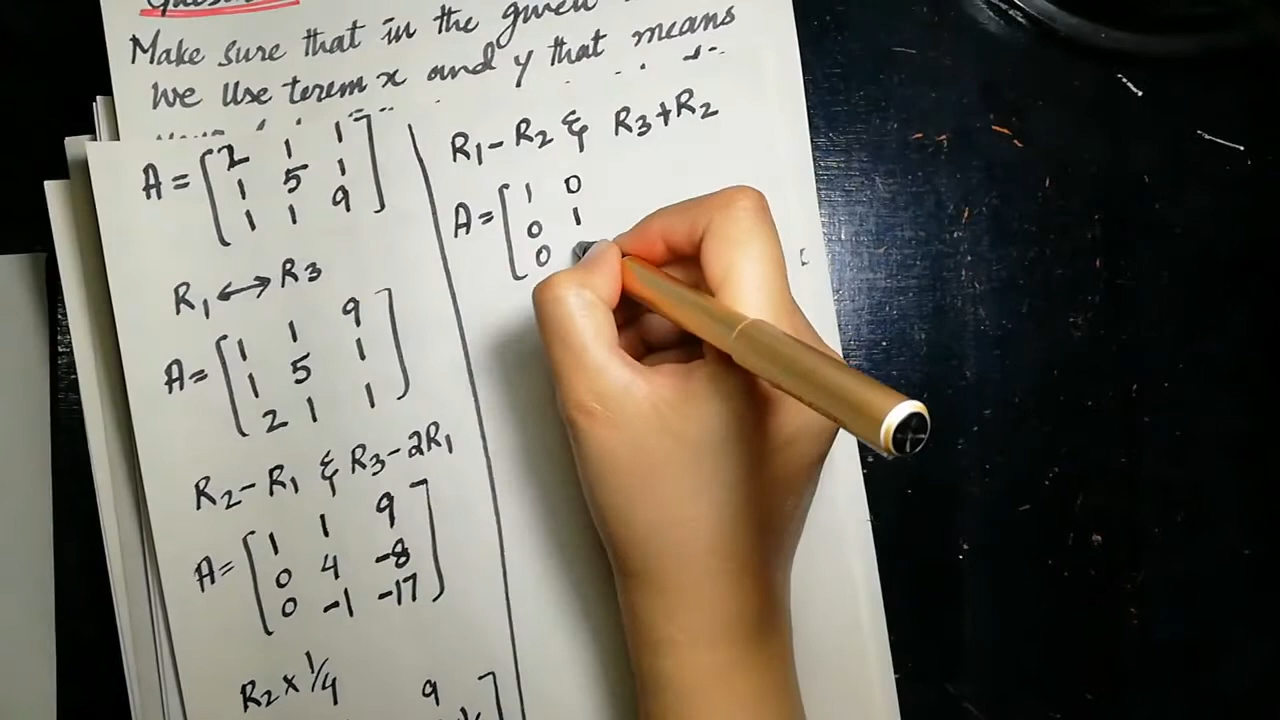 Make sure that in the given
We use terem x and y that means
A = [ 2 1 1
1 5 1
1 1 9 ]
R1 ↔ R3
A = [ 1 1 9
1 5 1
2 1 1 ]
R2 - R1 & R3 - 2R1
A = [ 1 1 9
0 4 -8
0 -1 -17 ]
R2 × 1/4
9
R1 - R2 & R3 + R2
A = [ 1 0
0 1
0